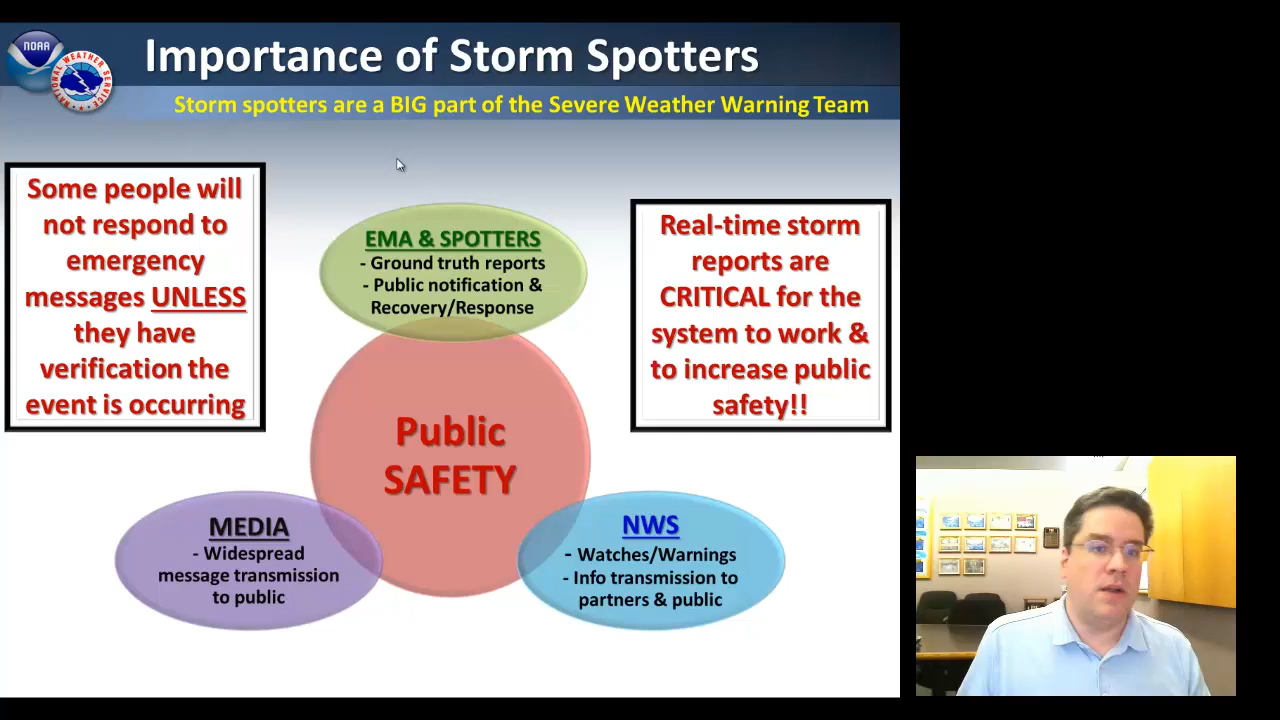 NOAA
NATIONAL WEATHER SERVICE
Importance of Storm Spotters
Storm spotters are a BIG part of the Severe Weather Warning Team
Some people will
not respond to
emergency
messages UNLESS
they have
verification the
event is occurring
EMA & SPOTTERS
- Ground truth reports
- Public notification &
Recovery/Response
Real-time storm
reports are
CRITICAL for the
system to work &
to increase public
safety!!
Public
SAFETY
MEDIA
- Widespread
message transmission
to public
NWS
- Watches/Warnings
- Info transmission to
partners & public